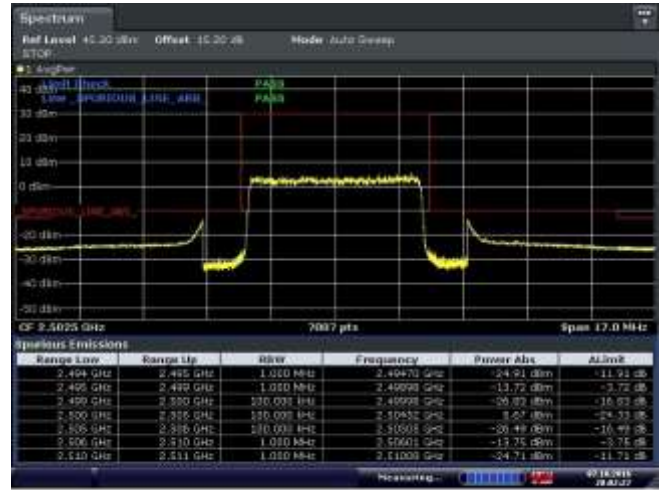 Spectrum
Ref Level 45.20 dBm Offset 15.20 dB Mode Auto Sweep
STOP
1 AvgPwr
Limit Check PASS
Line _SPURIOUS_LINE_ABS_ PASS
40 dBm
30 dBm
20 dBm
10 dBm
0 dBm
_SPURIOUS_LINE_ABS_
-20 dBm
-30 dBm
-40 dBm
-50 dBm
CF 2.5025 GHz 7007 pts Span 17.0 MHz
Spurious Emissions
Range Low Range Up RBW Frequency Power Abs ΔLimit
2.494 GHz 2.495 GHz 1.000 MHz 2.49470 GHz -24.91 dBm -11.91 dB
2.495 GHz 2.499 GHz 1.000 MHz 2.49898 GHz -13.72 dBm -3.72 dB
2.499 GHz 2.500 GHz 100.000 kHz 2.49998 GHz -26.83 dBm -16.83 dB
2.500 GHz 2.505 GHz 100.000 kHz 2.50432 GHz 5.67 dBm -24.33 dB
2.505 GHz 2.506 GHz 100.000 kHz 2.50505 GHz -26.49 dBm -16.49 dB
2.506 GHz 2.510 GHz 1.000 MHz 2.50601 GHz -13.75 dBm -3.75 dB
2.510 GHz 2.511 GHz 1.000 MHz 2.51008 GHz -24.71 dBm -11.71 dB
Measuring...